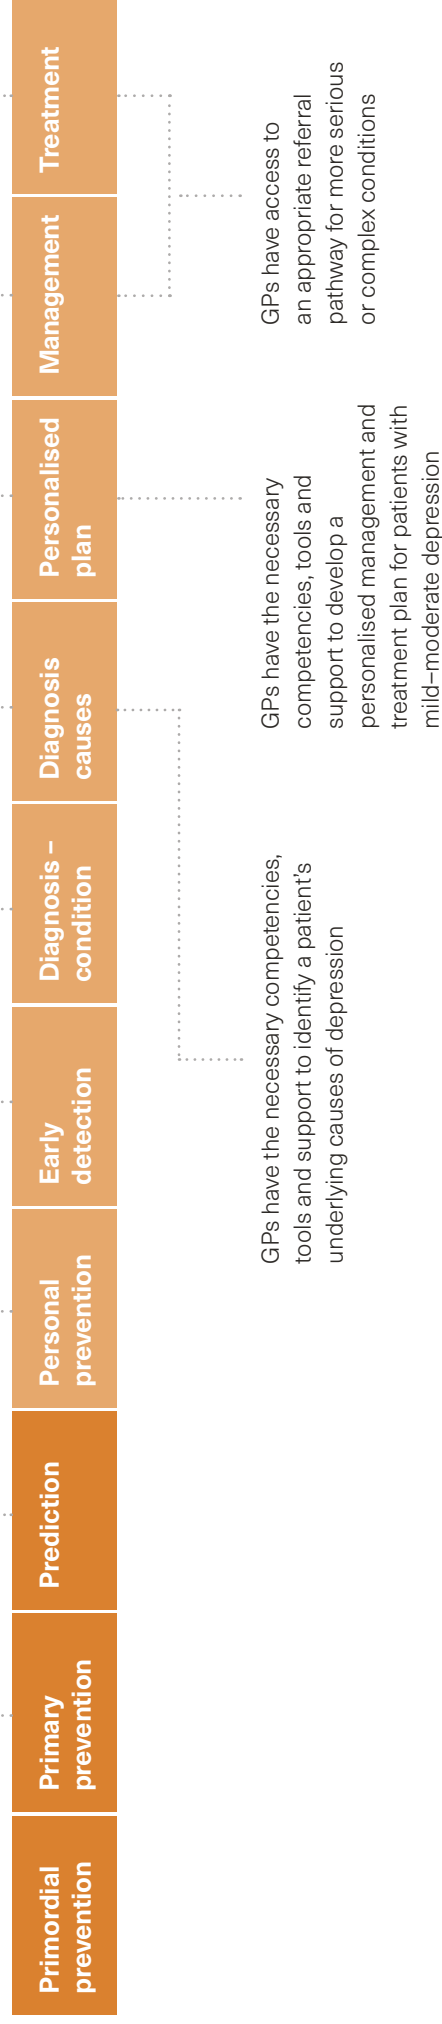 Primordial
prevention
Primary
prevention
Prediction
Personal
prevention
Early
detection
Diagnosis –
condition
Diagnosis
causes
Personalised
plan
Management
Treatment
GPs have the necessary competencies,
tools and support to identify a patient's
underlying causes of depression
GPs have the necessary
competencies, tools and
support to develop a
personalised management and
treatment plan for patients with
mild–moderate depression
GPs have access to
an appropriate referral
pathway for more serious
or complex conditions